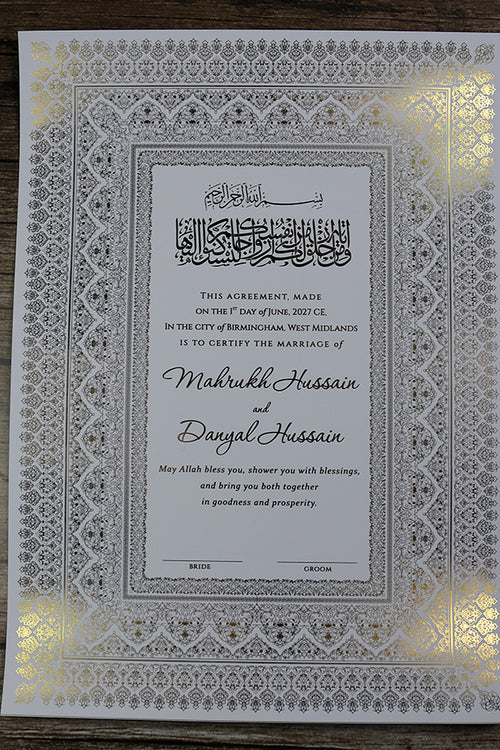 بسم الله الرحمن الرحيم
THIS AGREEMENT, MADE
ON THE 1ST DAY OF JUNE, 2027 CE,
IN THE CITY OF BIRMINGHAM, WEST MIDLANDS
IS TO CERTIFY THE MARRIAGE of
Mahrukh Hussain
and
Danyal Hussain
May Allah bless you, shower you with blessings,
and bring you both together
in goodness and prosperity.
BRIDE GROOM